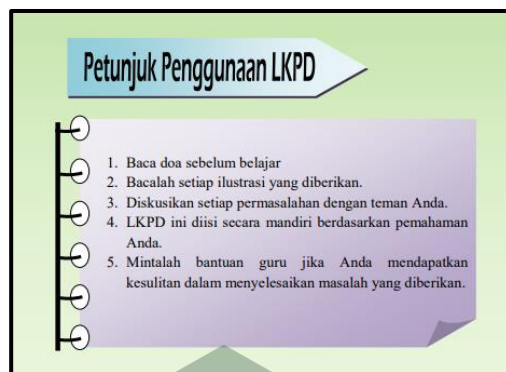 Petunjuk Penggunaan LKPD
1. Baca doa sebelum belajar
2. Bacalah setiap ilustrasi yang diberikan.
3. Diskusikan setiap permasalahan dengan teman Anda.
4. LKPD ini diisi secara mandiri berdasarkan pemahaman
Anda.
5. Mintalah bantuan guru jika Anda mendapatkan
kesulitan dalam menyelesaikan masalah yang diberikan.